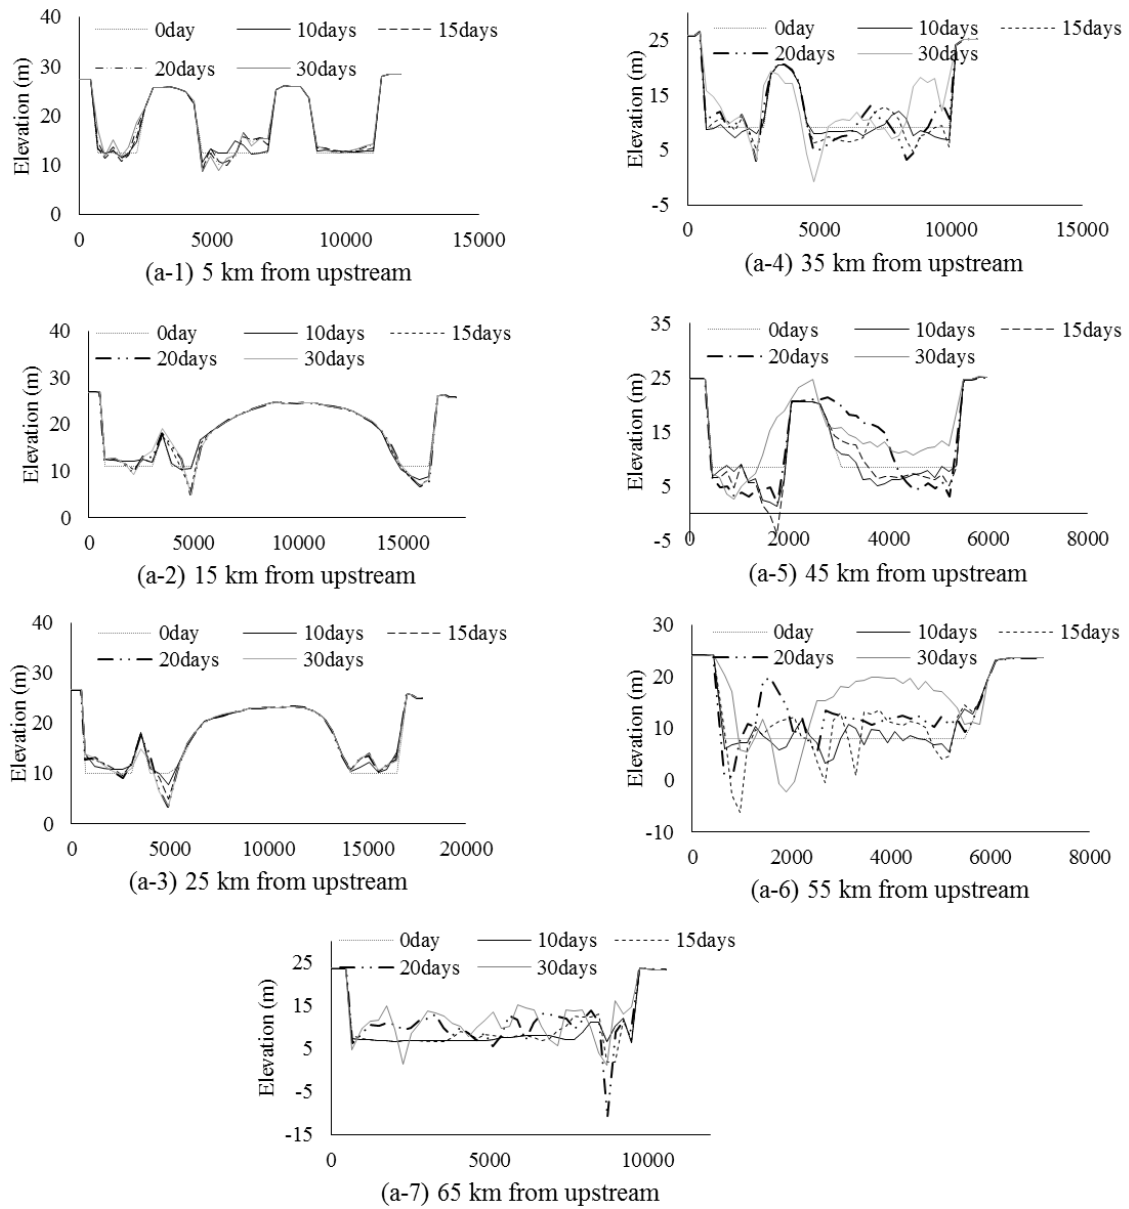 40
30
20
10
0
Elevation (m)
0day 10days 15days
20days 30days
0 5000 10000 15000
(a-1) 5 km from upstream
25
15
5
-5
Elevation (m)
0day 10days 15days
20days 30days
0 5000 10000 15000
(a-4) 35 km from upstream
40
30
20
10
0
Elevation (m)
0day 10days 15days
20days 30days
0 5000 10000 15000
(a-2) 15 km from upstream
35
25
15
5
-5
Elevation (m)
0days 10days 15days
20days 30days
0 2000 4000 6000 8000
(a-5) 45 km from upstream
40
30
20
10
0
Elevation (m)
0day 10days 15days
20days 30days
0 5000 10000 15000 20000
(a-3) 25 km from upstream
30
20
10
0
-10
Elevation (m)
0day 10days 15days
20days 30days
0 2000 4000 6000 8000
(a-6) 55 km from upstream
25
15
5
-5
-15
Elevation (m)
0day 10days 15days
20days 30days
0 5000 10000
(a-7) 65 km from upstream